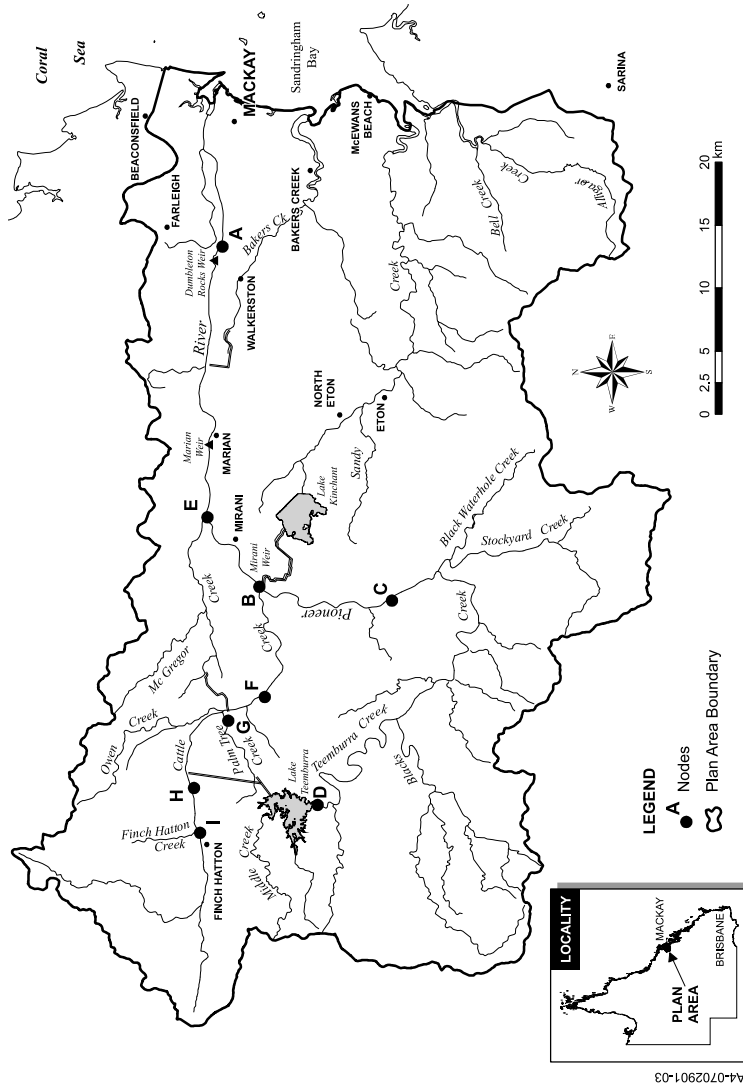 Coral
Sea
BEACONSFIELD
FARLEIGH
MACKAY
Sandringham
Bay
McEWANS
BEACH
SARINA
BAKERS CREEK
Bakers Ck
A
Dumbleton
Rocks Weir
WALKERSTON
River
Creek
Bell Creek
Alligator
Creek
Marian
Weir
MARIAN
NORTH
ETON
ETON
Sandy
Lake
Kinchant
E
MIRANI
Mirani
Weir
B
Creek
Creek
Pioneer
C
Black Waterhole Creek
Stockyard Creek
Creek
Mc Gregor
Owen
Creek
Cattle
F
G
Palm Tree
Creek
H
I
Finch Hatton
Creek
FINCH HATTON
Lake
Teemburra
D
Teemburra Creek
Middle
Creek
Blacks
N
E
S
W
0
2.5
5
10
15
20
km
LEGEND
A
Nodes
Plan Area Boundary
LOCALITY
MACKAY
PLAN
AREA
BRISBANE
A4-0702901-03